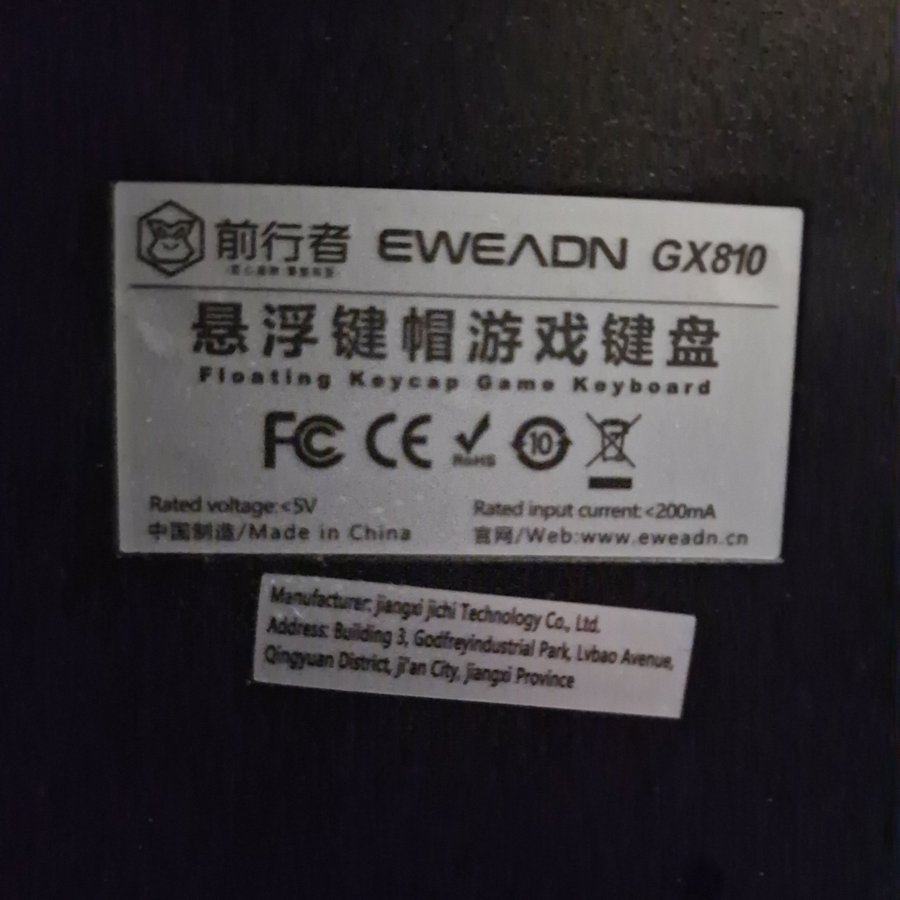 前行者 EWEADN GX810
悬浮键帽游戏键盘
Floating Keycap Game Keyboard
FC CE RoHS 10
Rated voltage:<5V Rated input current:<200mA
中国制造/Made in China 官网/Web:www.eweadn.cn
Manufacturer: jiangxi jichi Technology Co., Ltd.
Address: Building 3, Godfreyindustrial Park, Lvbao Avenue,
Qingyuan District, ji'an City, jiangxi Province